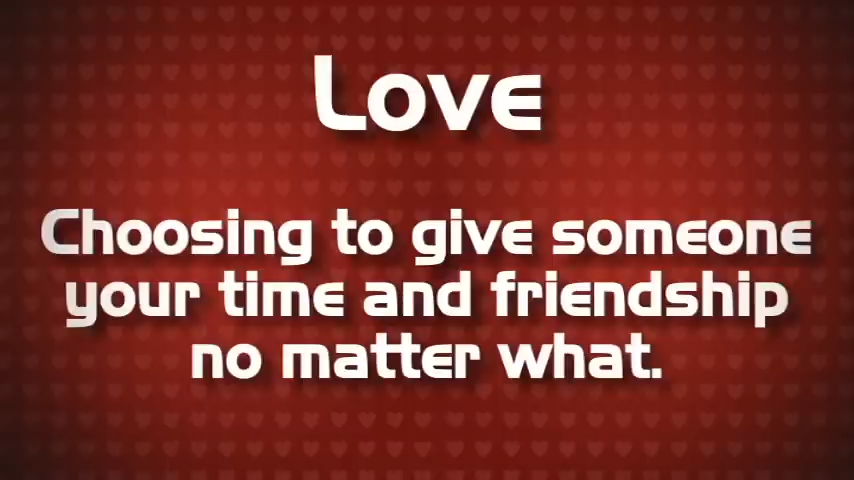 Love
Choosing to give someone
your time and friendship
no matter what.